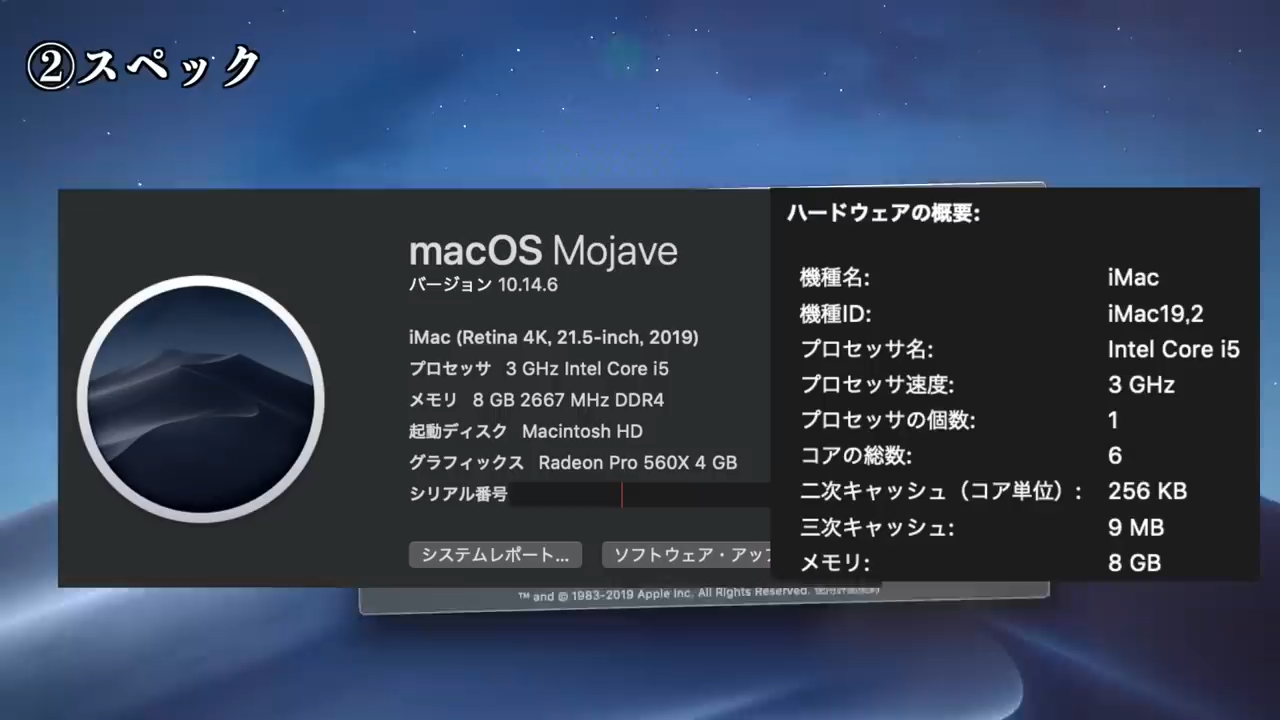 ②スペック
macOS Mojave
バージョン 10.14.6
iMac (Retina 4K, 21.5-inch, 2019)
プロセッサ 3 GHz Intel Core i5
メモリ 8 GB 2667 MHz DDR4
起動ディスク Macintosh HD
グラフィックス Radeon Pro 560X 4 GB
シリアル番号
システムレポート...
ソフトウェア・アップ
ハードウェアの概要:
機種名: iMac
機種ID: iMac19,2
プロセッサ名: Intel Core i5
プロセッサ速度: 3 GHz
プロセッサの個数: 1
コアの総数: 6
二次キャッシュ（コア単位）: 256 KB
三次キャッシュ: 9 MB
メモリ: 8 GB
™ and © 1983-2019 Apple Inc. All Rights Reserved.